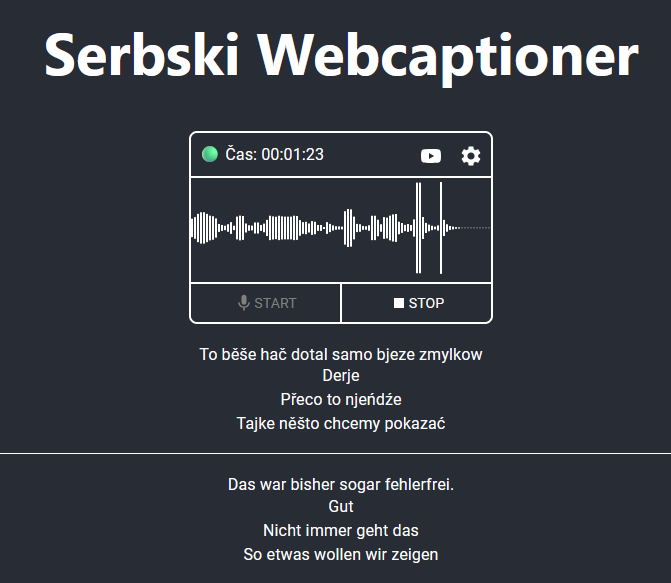 Serbski Webcaptioner
Čas: 00:01:23
START
STOP
To běše hač dotal samo bjeze zmylkow
Derje
Přeco to njeńdźe
Tajke něšto chcemy pokazać
Das war bisher sogar fehlerfrei.
Gut
Nicht immer geht das
So etwas wollen wir zeigen